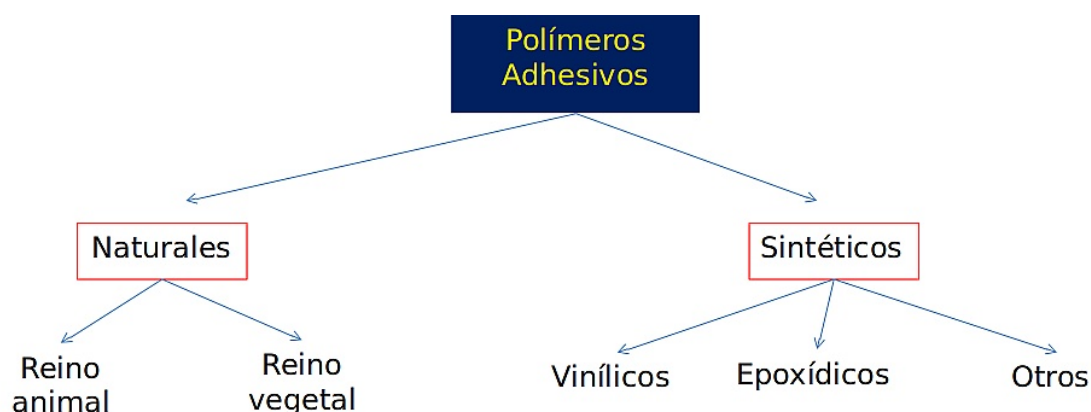 Polímeros
Adhesivos
Naturales
Sintéticos
Reino
animal
Reino
vegetal
Vinílicos
Epoxídicos
Otros